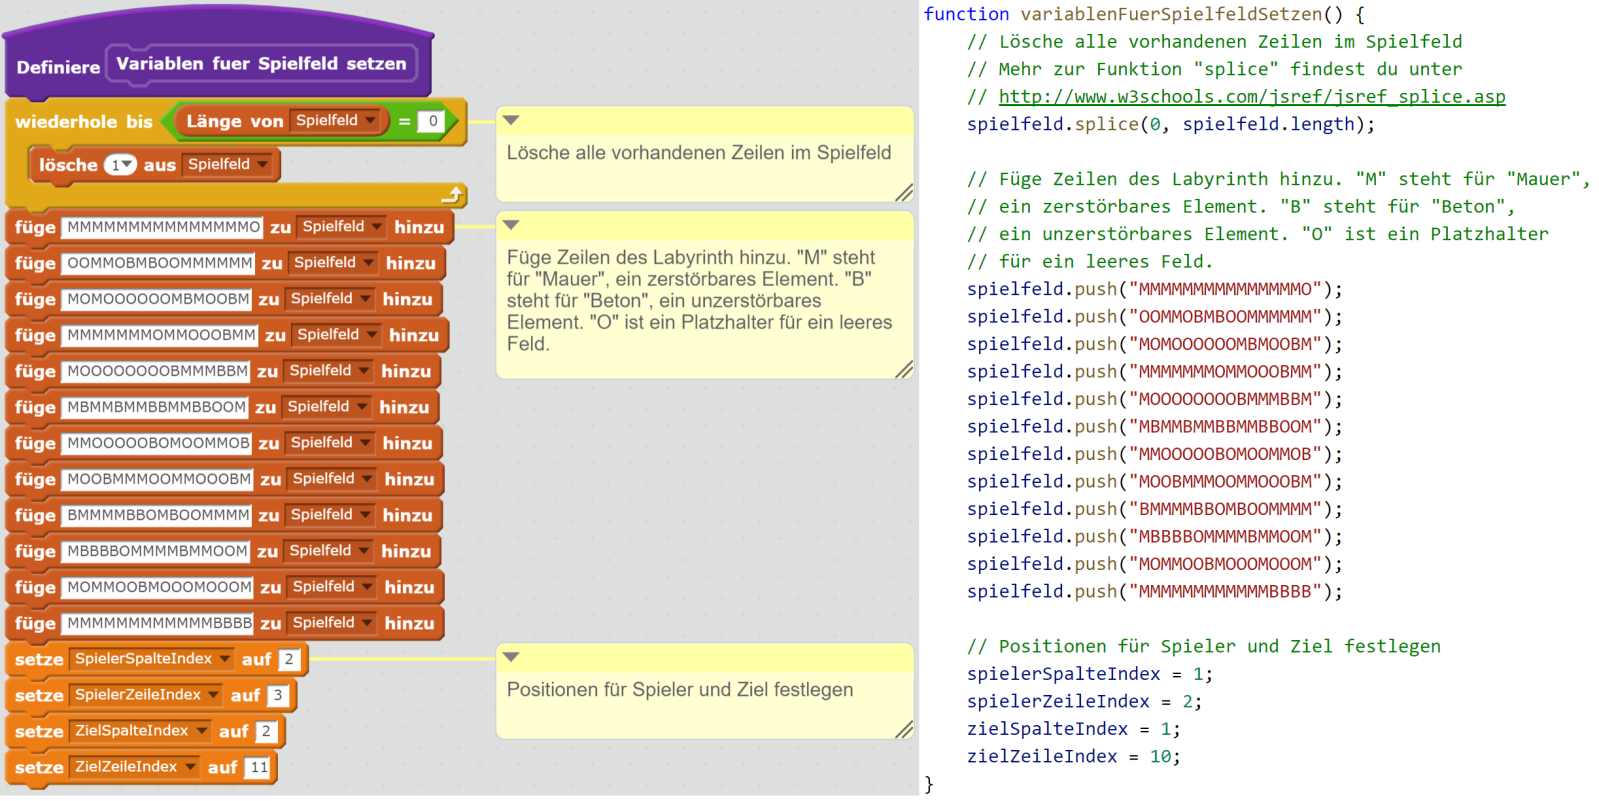 Definiere Variablen fuer Spielfeld setzen
wiederhole bis Länge von Spielfeld = 0
lösche 1 aus Spielfeld
füge MMMMMMMMMMMMMMMO zu Spielfeld hinzu
füge OOMMOBMBOOMMMMMM zu Spielfeld hinzu
füge MOMOOOOOOMBMOOBM zu Spielfeld hinzu
füge MMMMMMMOMMOOOBMM zu Spielfeld hinzu
füge MOOOOOOOOBMMMBBM zu Spielfeld hinzu
füge MBMMBMMBBMMBBOOM zu Spielfeld hinzu
füge MMOOOOOBOMOOMMOB zu Spielfeld hinzu
füge MOOBMMMOOMMOOOBM zu Spielfeld hinzu
füge BMMMMBBOMBOOMMMM zu Spielfeld hinzu
füge MBBBBOMMMMBMMOOM zu Spielfeld hinzu
füge MOMMOOBMOOOMOOOM zu Spielfeld hinzu
füge MMMMMMMMMMMMBBBB zu Spielfeld hinzu
setze SpielerSpalteIndex auf 2
setze SpielerZeileIndex auf 3
setze ZielSpalteIndex auf 2
setze ZielZeileIndex auf 11
Lösche alle vorhandenen Zeilen im Spielfeld
Füge Zeilen des Labyrinth hinzu. "M" steht
für "Mauer", ein zerstörbares Element. "B"
steht für "Beton", ein unzerstörbares
Element. "O" ist ein Platzhalter für ein leeres
Feld.
Positionen für Spieler und Ziel festlegen
function variablenFuerSpielfeldSetzen() {
// Lösche alle vorhandenen Zeilen im Spielfeld
// Mehr zur Funktion "splice" findest du unter
// http://www.w3schools.com/jsref/jsref_splice.asp
spielfeld.splice(0, spielfeld.length);
// Füge Zeilen des Labyrinth hinzu. "M" steht für "Mauer",
// ein zerstörbares Element. "B" steht für "Beton",
// ein unzerstörbares Element. "O" ist ein Platzhalter
// für ein leeres Feld.
spielfeld.push("MMMMMMMMMMMMMMMO");
spielfeld.push("OOMMOBMBOOMMMMMM");
spielfeld.push("MOMOOOOOOMBMOOBM");
spielfeld.push("MMMMMMMOMMOOOBMM");
spielfeld.push("MOOOOOOOOBMMMBBM");
spielfeld.push("MBMMBMMBBMMBBOOM");
spielfeld.push("MMOOOOOBOMOOMMOB");
spielfeld.push("MOOBMMMOOMMOOOBM");
spielfeld.push("BMMMMBBOMBOOMMMM");
spielfeld.push("MBBBBOMMMMBMMOOM");
spielfeld.push("MOMMOOBMOOOMOOOM");
spielfeld.push("MMMMMMMMMMMMBBBB");
// Positionen für Spieler und Ziel festlegen
spielerSpalteIndex = 1;
spielerZeileIndex = 2;
zielSpalteIndex = 1;
zielZeileIndex = 10;
}